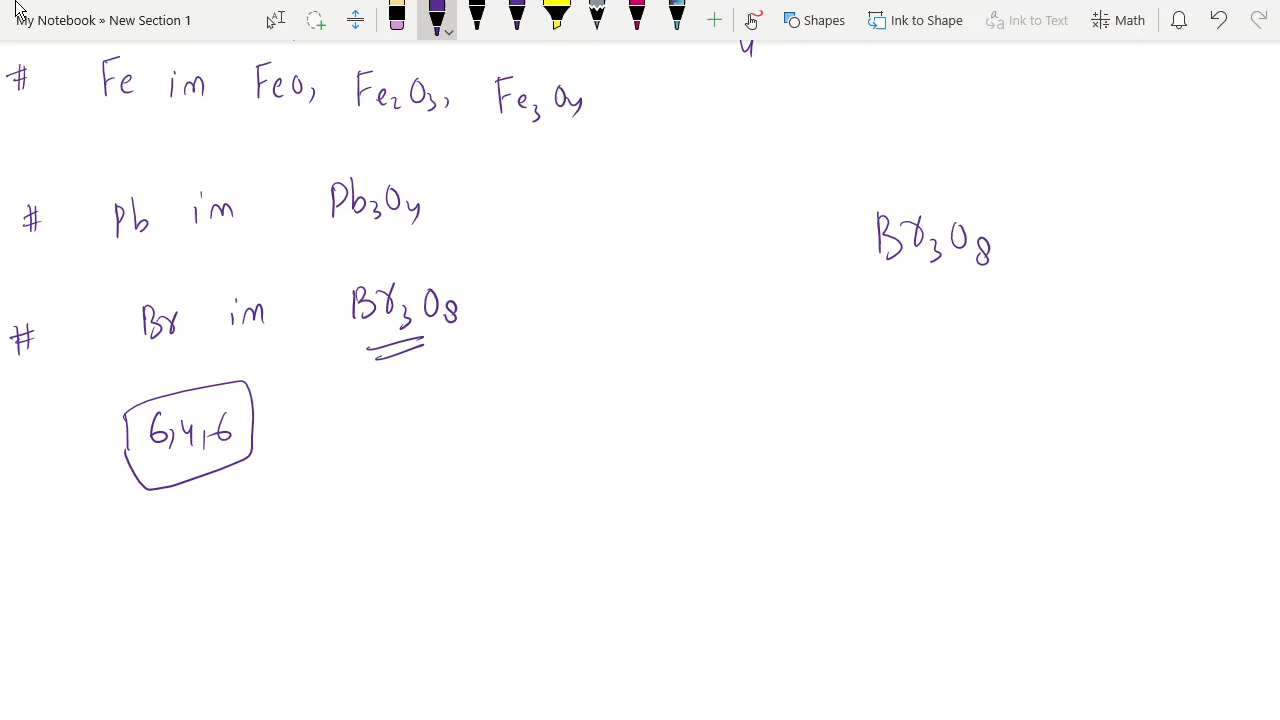 My Notebook » New Section 1 Shapes Ink to Shape Ink to Text Math
4
# Fe in FeO, Fe2O3, Fe3O4
# Pb in Pb3O4
Br3O8
# Br in Br3O8
6,4,6